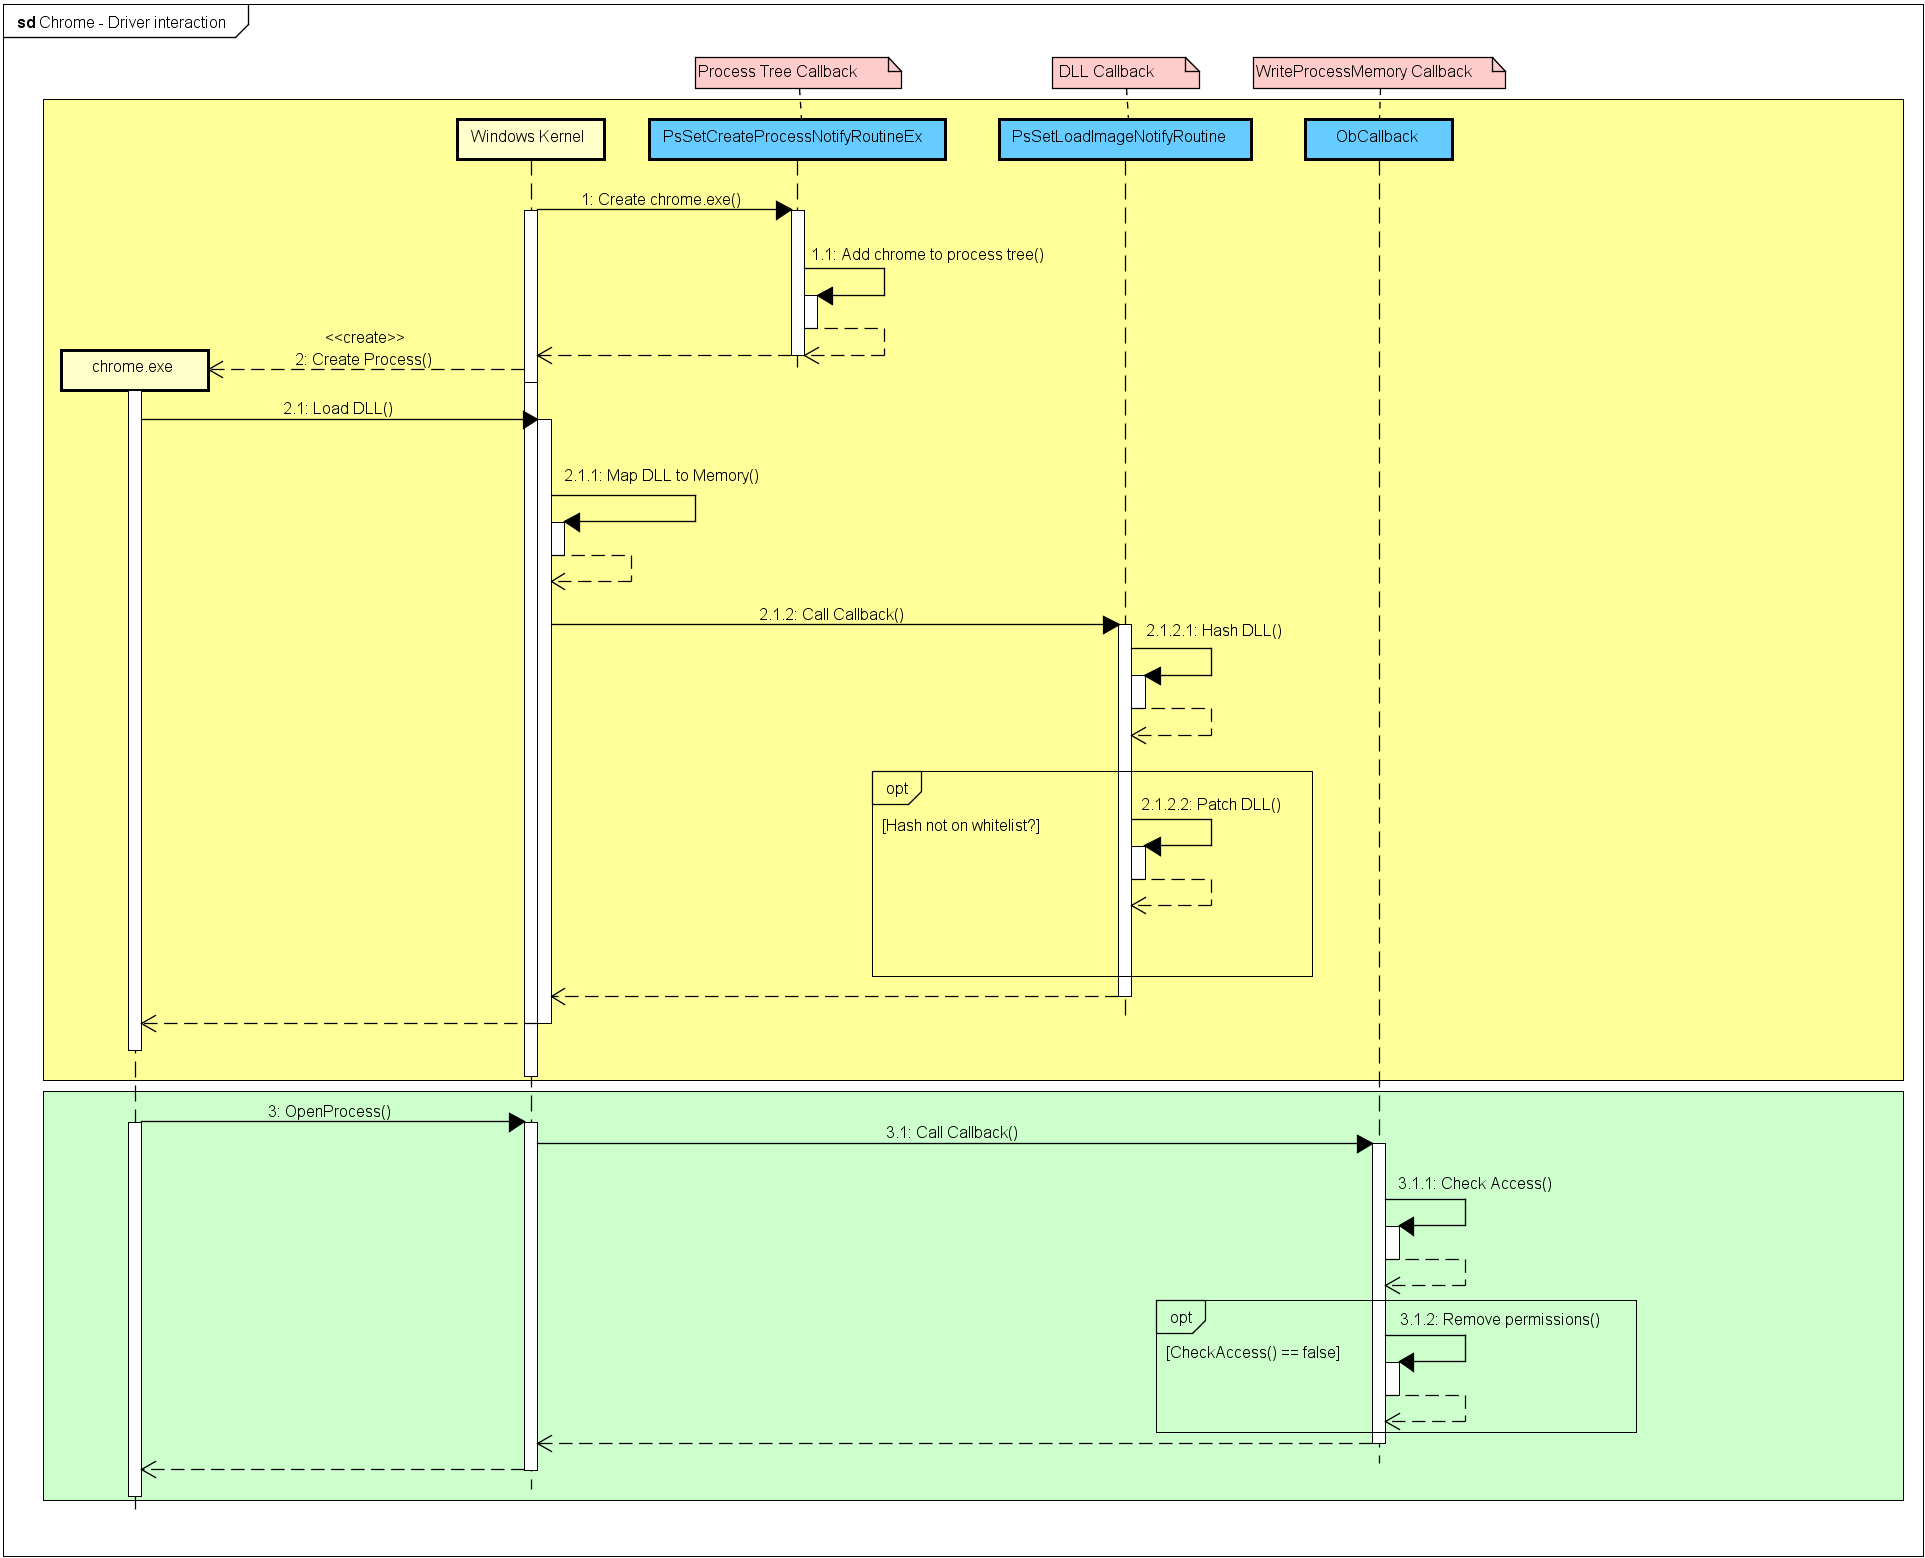 sd Chrome - Driver interaction
Process Tree Callback
DLL Callback
WriteProcessMemory Callback
Windows Kernel
PsSetCreateProcessNotifyRoutineEx
PsSetLoadImageNotifyRoutine
ObCallback
1: Create chrome.exe()
1.1: Add chrome to process tree()
<<create>>
2: Create Process()
chrome.exe
2.1: Load DLL()
2.1.1: Map DLL to Memory()
2.1.2: Call Callback()
2.1.2.1: Hash DLL()
opt
2.1.2.2: Patch DLL()
[Hash not on whitelist?]
3: OpenProcess()
3.1: Call Callback()
3.1.1: Check Access()
opt
3.1.2: Remove permissions()
[CheckAccess() == false]